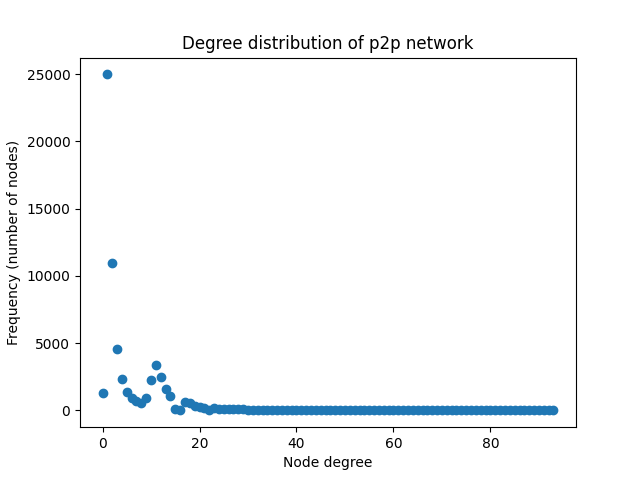 Degree distribution of p2p network
Frequency (number of nodes)
25000
20000
15000
10000
5000
0
0 20 40 60 80
Node degree